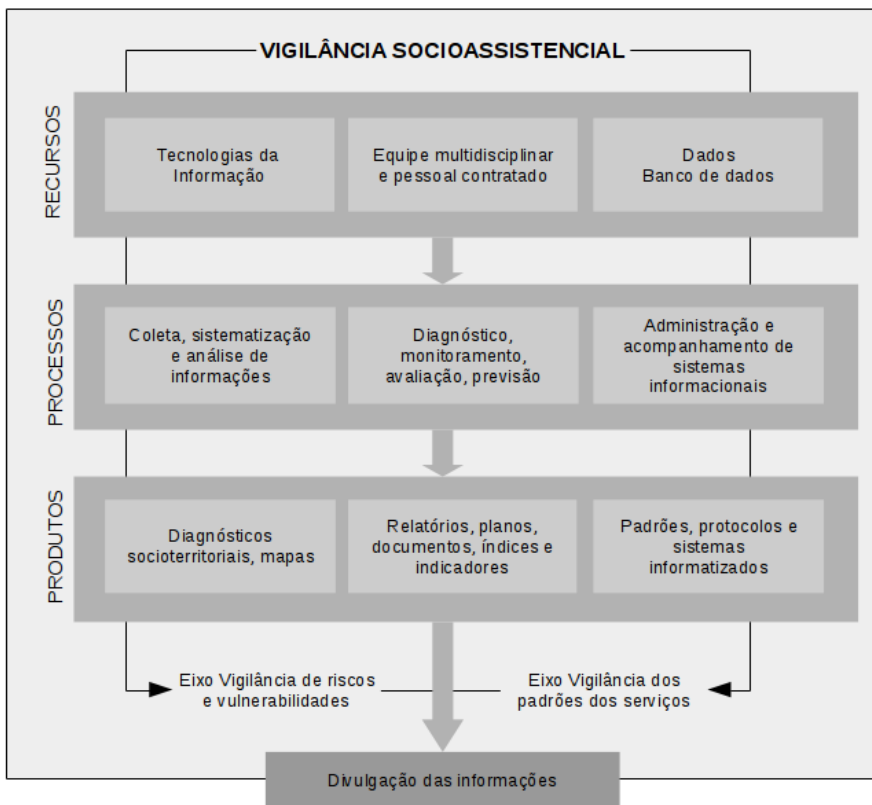 VIGILÂNCIA SOCIOASSISTENCIAL
RECURSOS
Tecnologias da
Informação
Equipe multidisciplinar
e pessoal contratado
Dados
Banco de dados
PROCESSOS
Coleta, sistematização
e análise de
informações
Diagnóstico,
monitoramento,
avaliação, previsão
Administração e
acompanhamento de
sistemas
informacionais
PRODUTOS
Diagnósticos
socioterritoriais, mapas
Relatórios, planos,
documentos, índices e
indicadores
Padrões, protocolos e
sistemas
informatizados
Eixo Vigilância de riscos
e vulnerabilidades
Eixo Vigilância dos
padrões dos serviços
Divulgação das informações